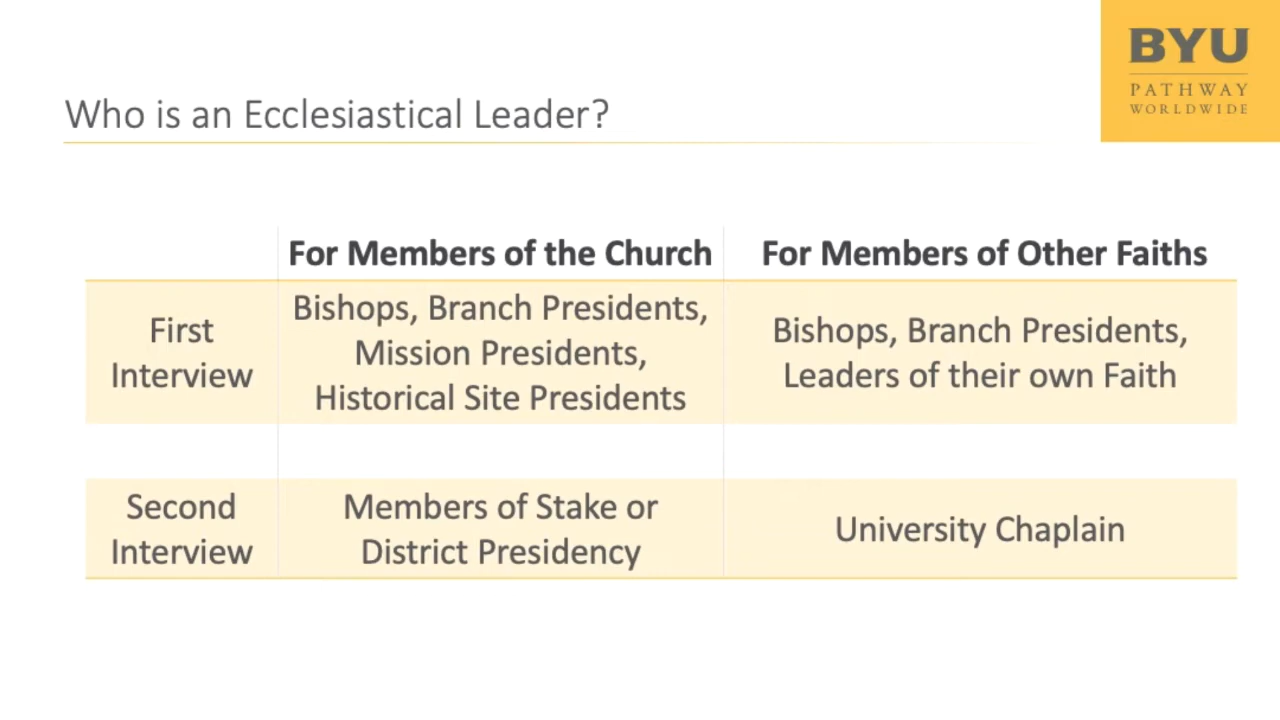 BYU
PATHWAY
WORLDWIDE
Who is an Ecclesiastical Leader?
For Members of the Church
For Members of Other Faiths
First
Interview
Bishops, Branch Presidents,
Mission Presidents,
Historical Site Presidents
Bishops, Branch Presidents,
Leaders of their own Faith
Second
Interview
Members of Stake or
District Presidency
University Chaplain